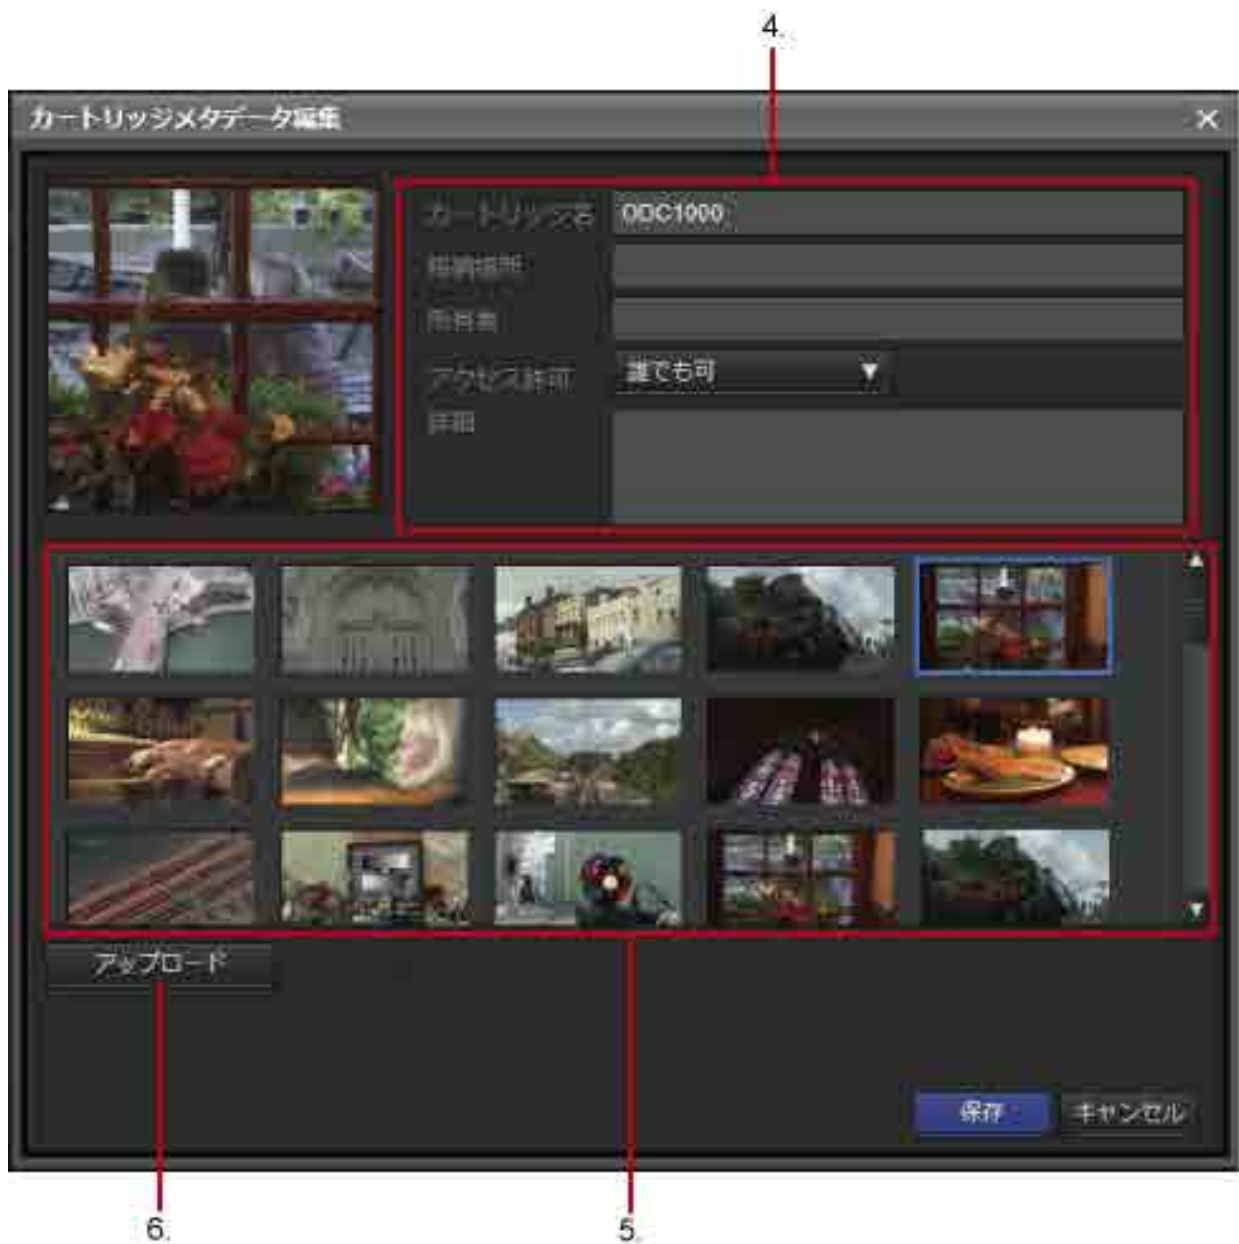 4.
カートリッジメタデータ編集
カートリッジ名 ODC1000
格納場所
所有者
アクセス許可 誰でも可
詳細
アップロード
保存 キャンセル
6. 5.